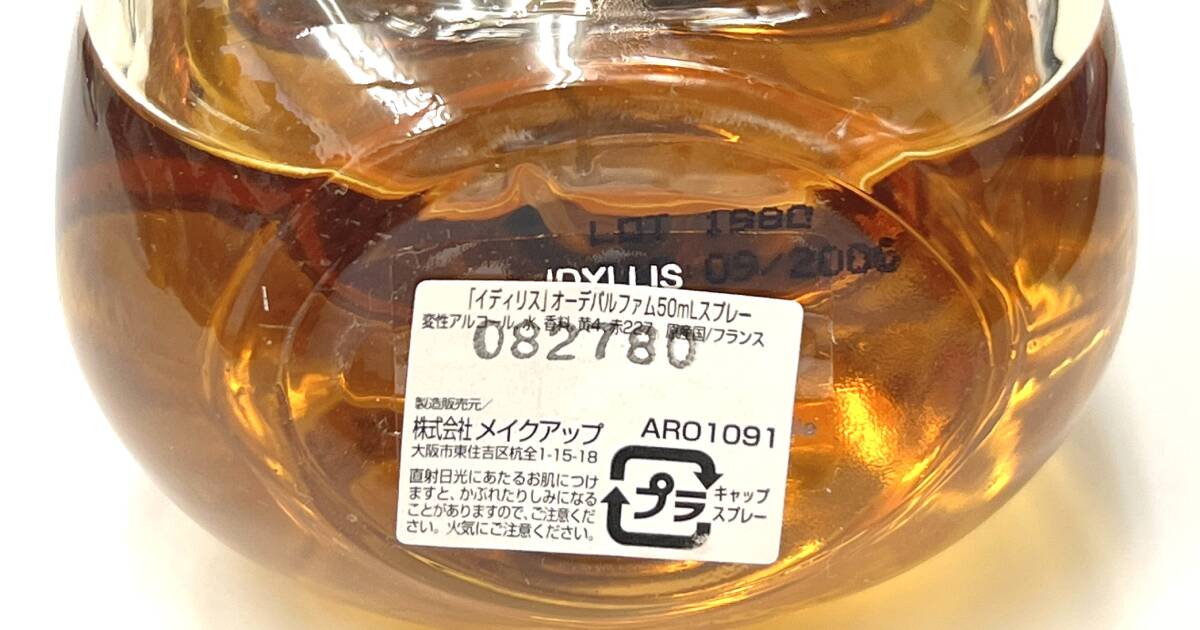 LOT 1980
09/2006
IDYLLIS
「イディリス」オーデパルファム50mLスプレー
変性アルコール、水、香料、黄4、赤227 原産国/フランス
082780
製造販売元/
株式会社 メイクアップ
ARO1091
大阪市東住吉区杭全1-15-18
直射日光にあたるお肌につけ
ますと、かぶれたりしみになる
ことがありますので、ご注意くだ
さい。火気にご注意ください。
プラ
キャップ
スプレー